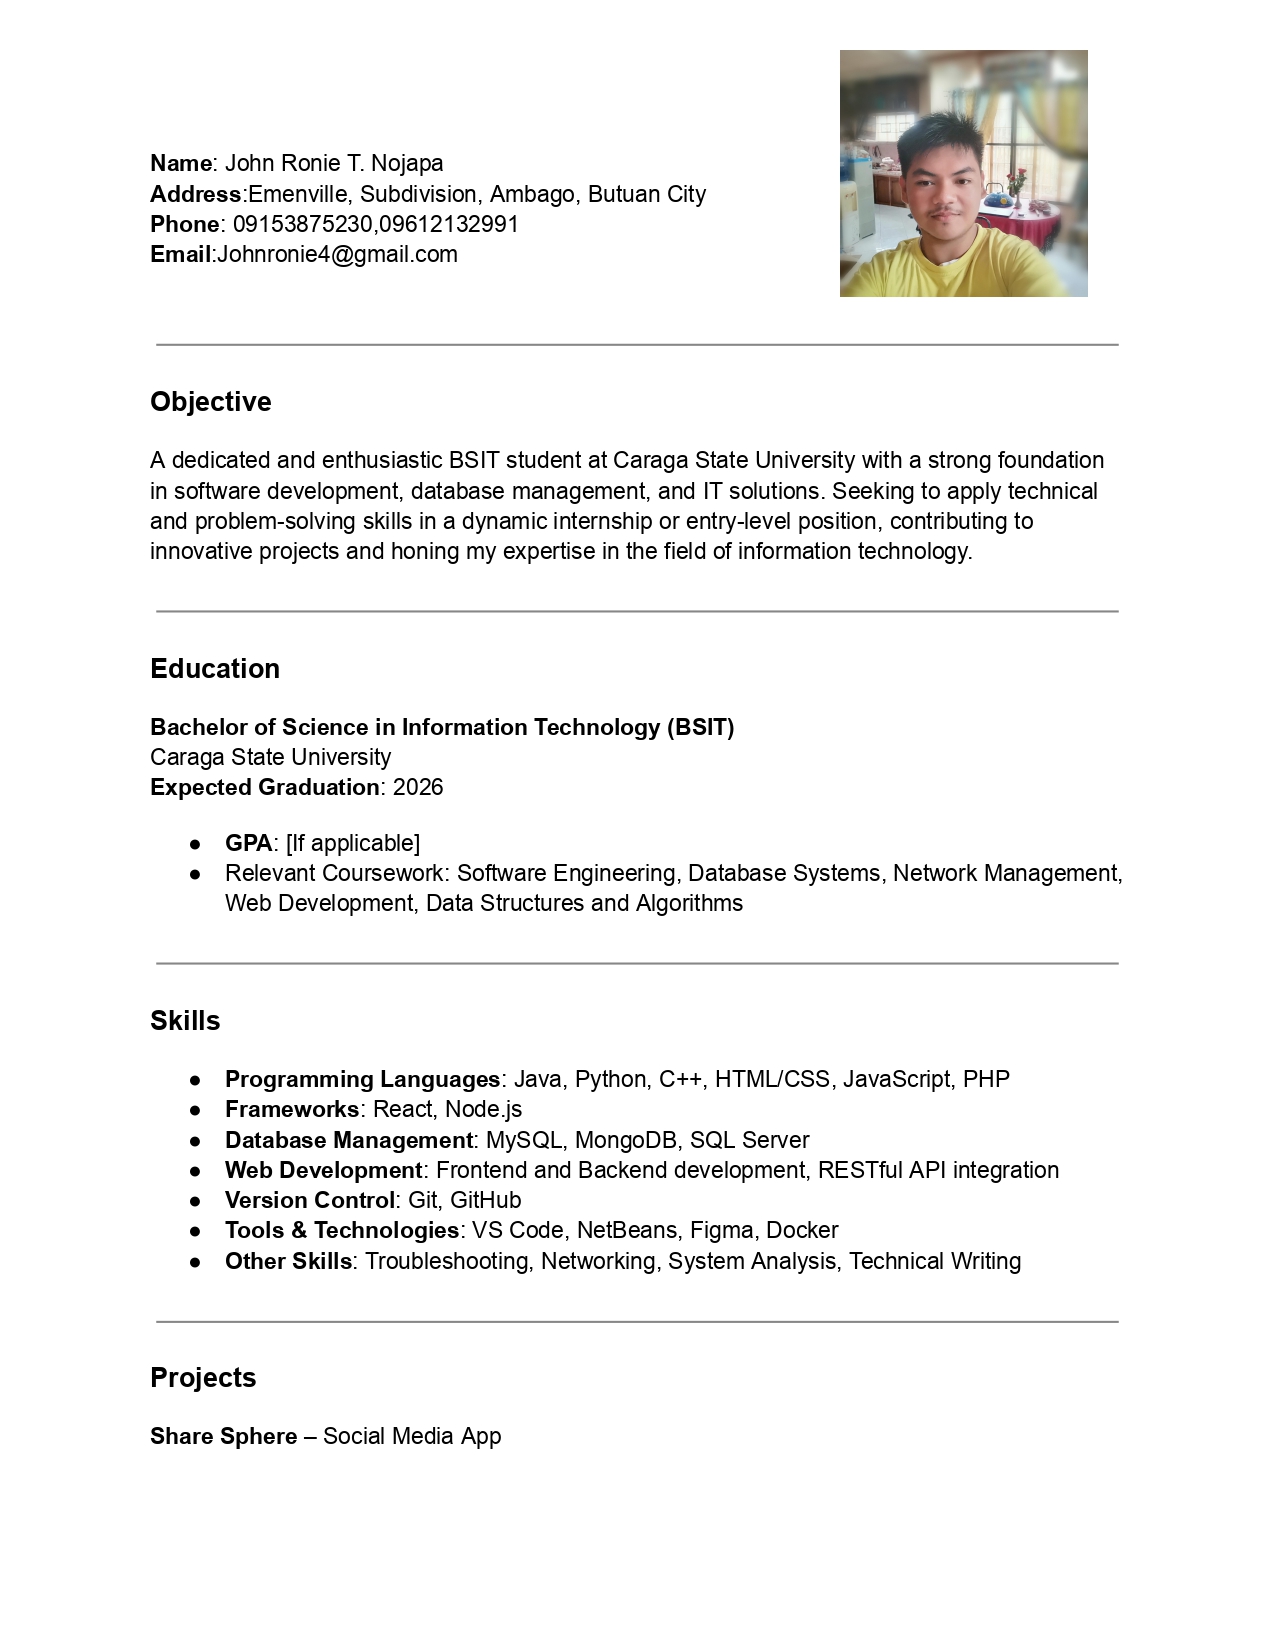 Name: John Ronie T. Nojapa
Address:Emenville, Subdivision, Ambago, Butuan City
Phone: 09153875230,09612132991
Email:Johnronie4@gmail.com
Objective
A dedicated and enthusiastic BSIT student at Caraga State University with a strong foundation
in software development, database management, and IT solutions. Seeking to apply technical
and problem-solving skills in a dynamic internship or entry-level position, contributing to
innovative projects and honing my expertise in the field of information technology.
Education
Bachelor of Science in Information Technology (BSIT)
Caraga State University
Expected Graduation: 2026
● GPA: [If applicable]
● Relevant Coursework: Software Engineering, Database Systems, Network Management,
Web Development, Data Structures and Algorithms
Skills
● Programming Languages: Java, Python, C++, HTML/CSS, JavaScript, PHP
● Frameworks: React, Node.js
● Database Management: MySQL, MongoDB, SQL Server
● Web Development: Frontend and Backend development, RESTful API integration
● Version Control: Git, GitHub
● Tools & Technologies: VS Code, NetBeans, Figma, Docker
● Other Skills: Troubleshooting, Networking, System Analysis, Technical Writing
Projects
Share Sphere – Social Media App